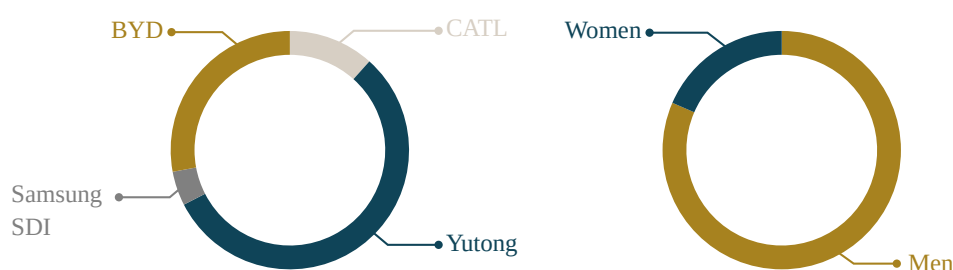 BYD
CATL
Samsung
SDI
Yutong
Women
Men